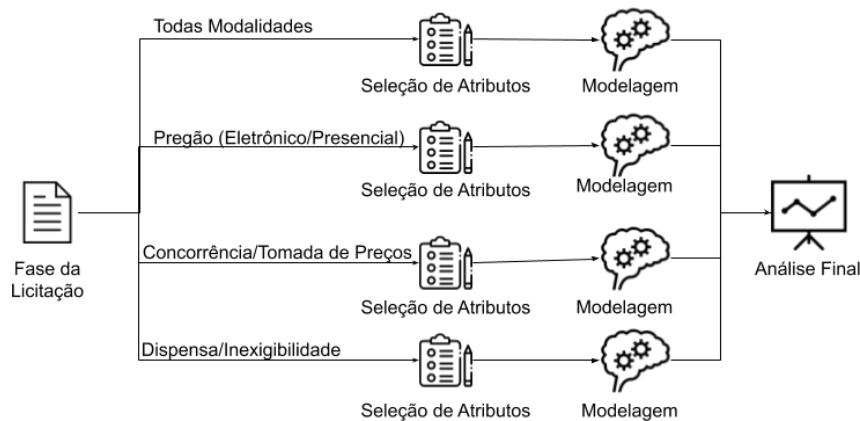 Todas Modalidades
Seleção de Atributos
Modelagem
Pregão (Eletrônico/Presencial)
Seleção de Atributos
Modelagem
Fase da
Licitação
Concorrência/Tomada de Preços
Seleção de Atributos
Modelagem
Análise Final
Dispensa/Inexigibilidade
Seleção de Atributos
Modelagem